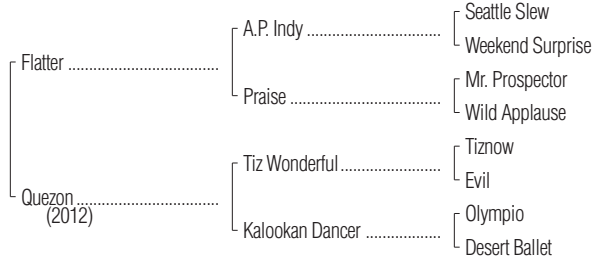 Seattle Slew
A.P. Indy ..............................
Weekend Surprise
Flatter ..................................
Mr. Prospector
Praise ..................................
Wild Applause
Tiznow
Tiz Wonderful......................
Evil
Quezon ................................
(2012)
Olympio
Kalookan Dancer .................
Desert Ballet